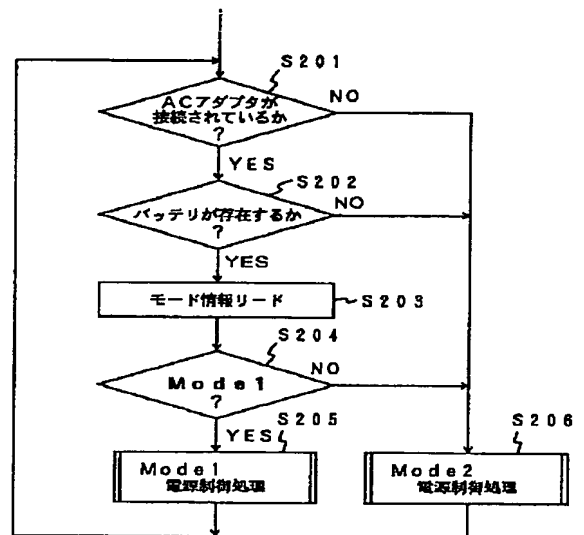 S201
ACアダプタが
接続されているか
?
NO
YES
S202
バッテリが存在するか
?
NO
YES
モード情報リード
S203
S204
Mode1
?
NO
YES
S205
Mode1
電源制御処理
S206
Mode2
電源制御処理